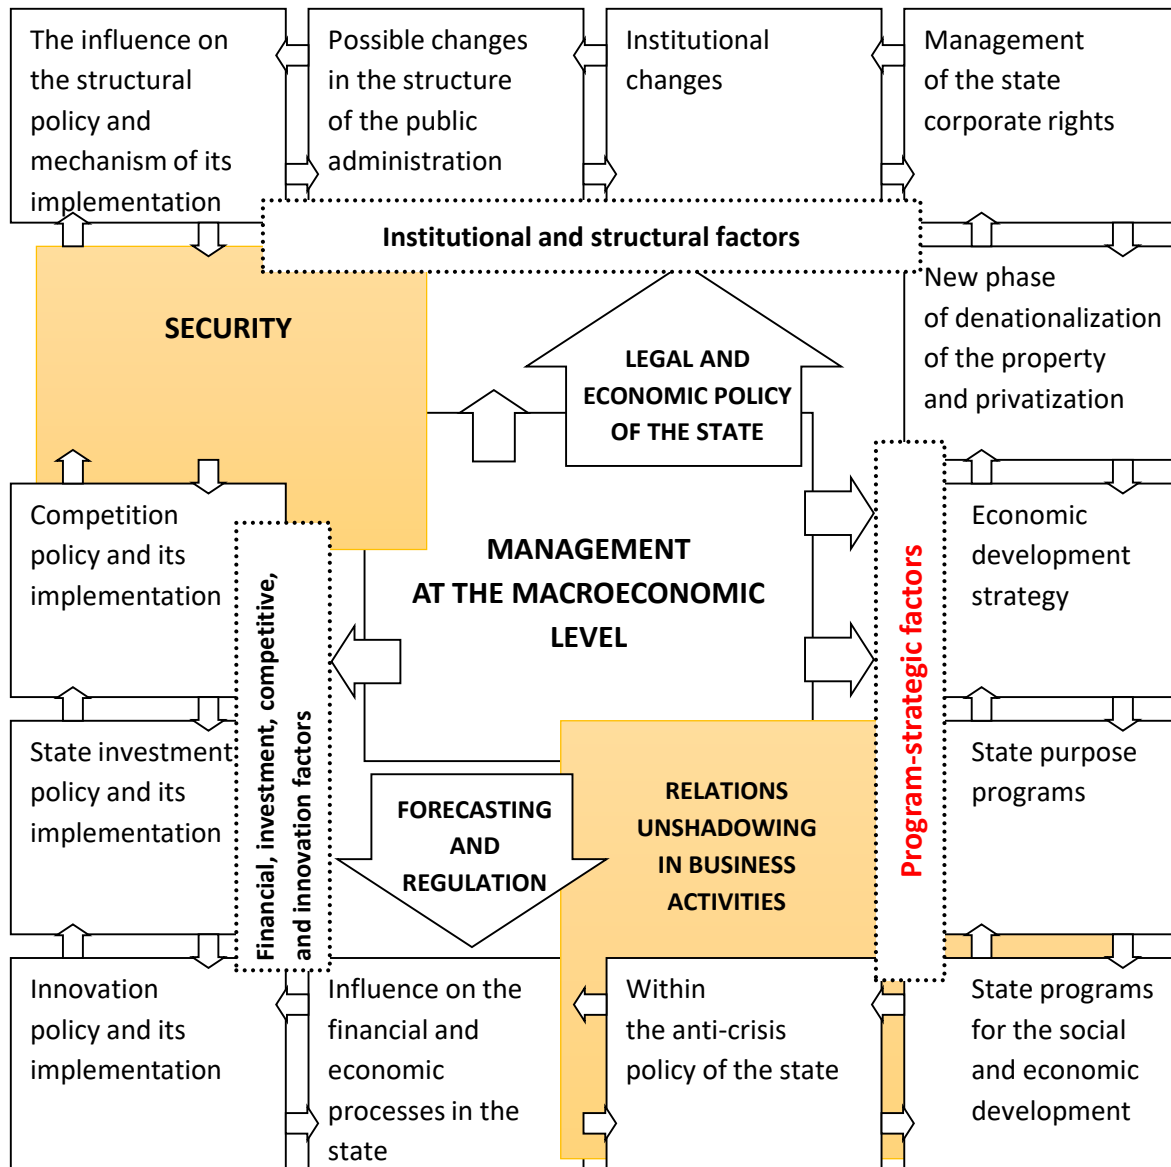 The influence on
the structural
policy and
mechanism of its
implementation
Possible changes
in the structure
of the public
administration
Institutional
changes
Management
of the state
corporate rights
Institutional and structural factors
SECURITY
LEGAL AND
ECONOMIC POLICY
OF THE STATE
New phase
of denationalization
of the property
and privatization
Competition
policy and its
implementation
Financial, investment, competitive,
and innovation factors
MANAGEMENT
AT THE MACROECONOMIC
LEVEL
Program-strategic factors
Economic
development
strategy
State investment
policy and its
implementation
FORECASTING
AND
REGULATION
RELATIONS
UNSHADOWING
IN BUSINESS
ACTIVITIES
State purpose
programs
Innovation
policy and its
implementation
Influence on the
financial and
economic
processes in the
state
Within
the anti-crisis
policy of the state
State programs
for the social
and economic
development